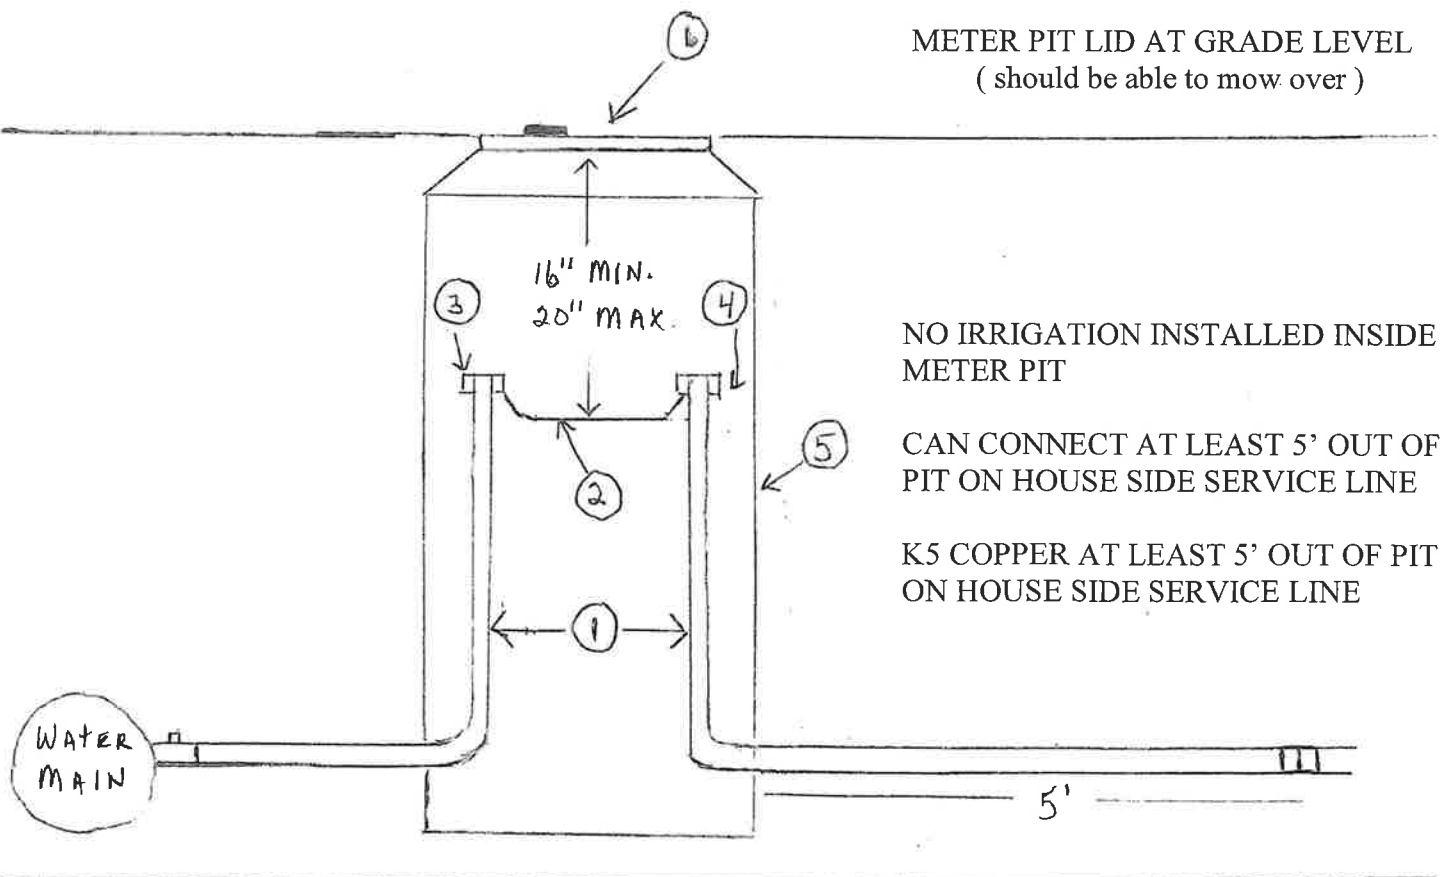 6
METER PIT LID AT GRADE LEVEL
( should be able to mow over )
16" MIN.
20" MAX.
3
4
NO IRRIGATION INSTALLED INSIDE
METER PIT
5
CAN CONNECT AT LEAST 5’ OUT OF
PIT ON HOUSE SIDE SERVICE LINE
2
K5 COPPER AT LEAST 5’ OUT OF PIT
ON HOUSE SIDE SERVICE LINE
1
WATER
MAIN
5'